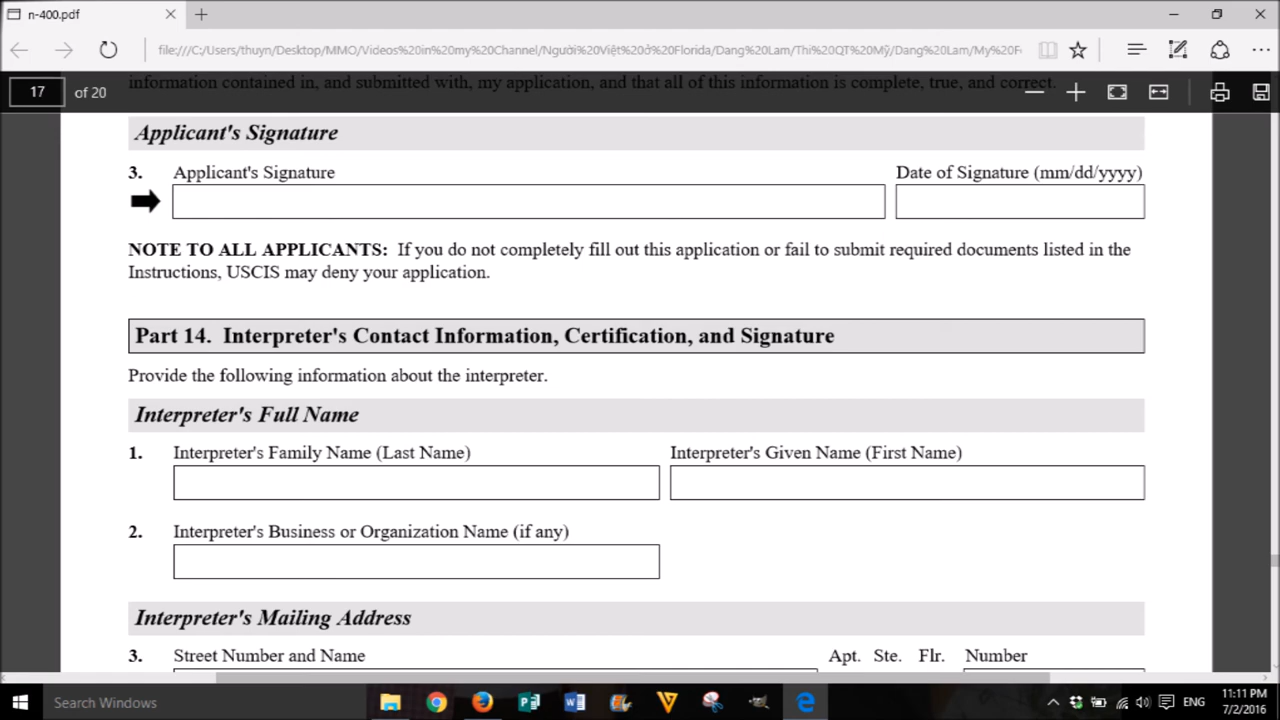 n-400.pdf
file:///C:/Users/thuyn/Desktop/MMO/Videos%20in%20my%20Channel/Người%20Việt%20ở%20Florida/Dang%20Lam/Thi%20QT%20Mỹ/Dang%20Lam/My%20F
17 of 20
information contained in, and submitted with, my application, and that all of this information is complete, true, and correct.
Applicant's Signature
3. Applicant's Signature Date of Signature (mm/dd/yyyy)
NOTE TO ALL APPLICANTS: If you do not completely fill out this application or fail to submit required documents listed in the
Instructions, USCIS may deny your application.
Part 14. Interpreter's Contact Information, Certification, and Signature
Provide the following information about the interpreter.
Interpreter's Full Name
1. Interpreter's Family Name (Last Name) Interpreter's Given Name (First Name)
2. Interpreter's Business or Organization Name (if any)
Interpreter's Mailing Address
3. Street Number and Name Apt. Ste. Flr. Number
Search Windows
ENG
11:11 PM
7/2/2016